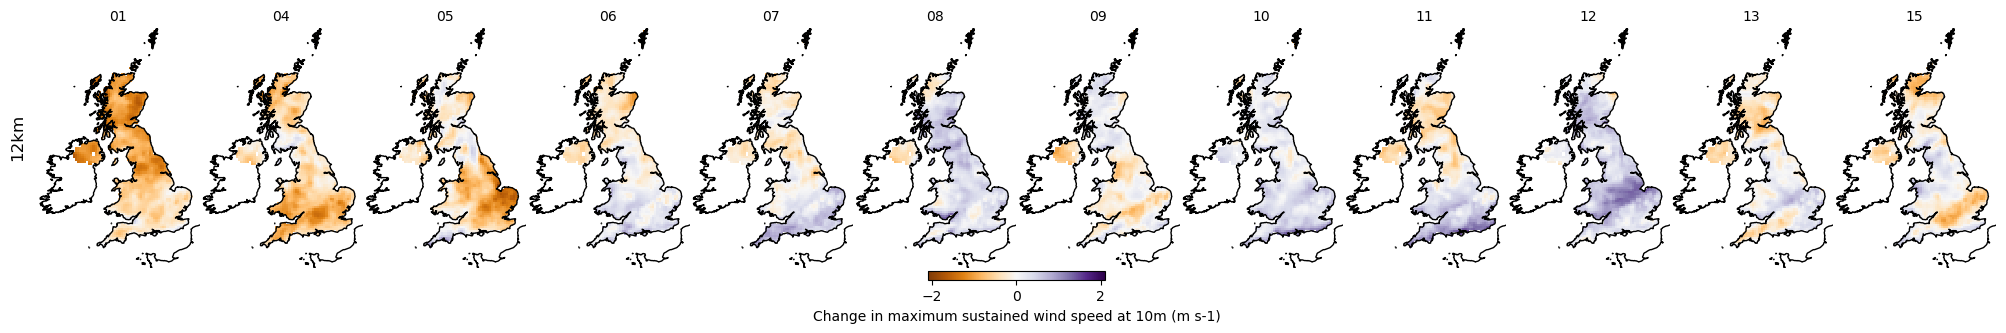 01 04 05 06 07 08 09 10 11 12 13 15
12km
−2 0 2
Change in maximum sustained wind speed at 10m (m s-1)